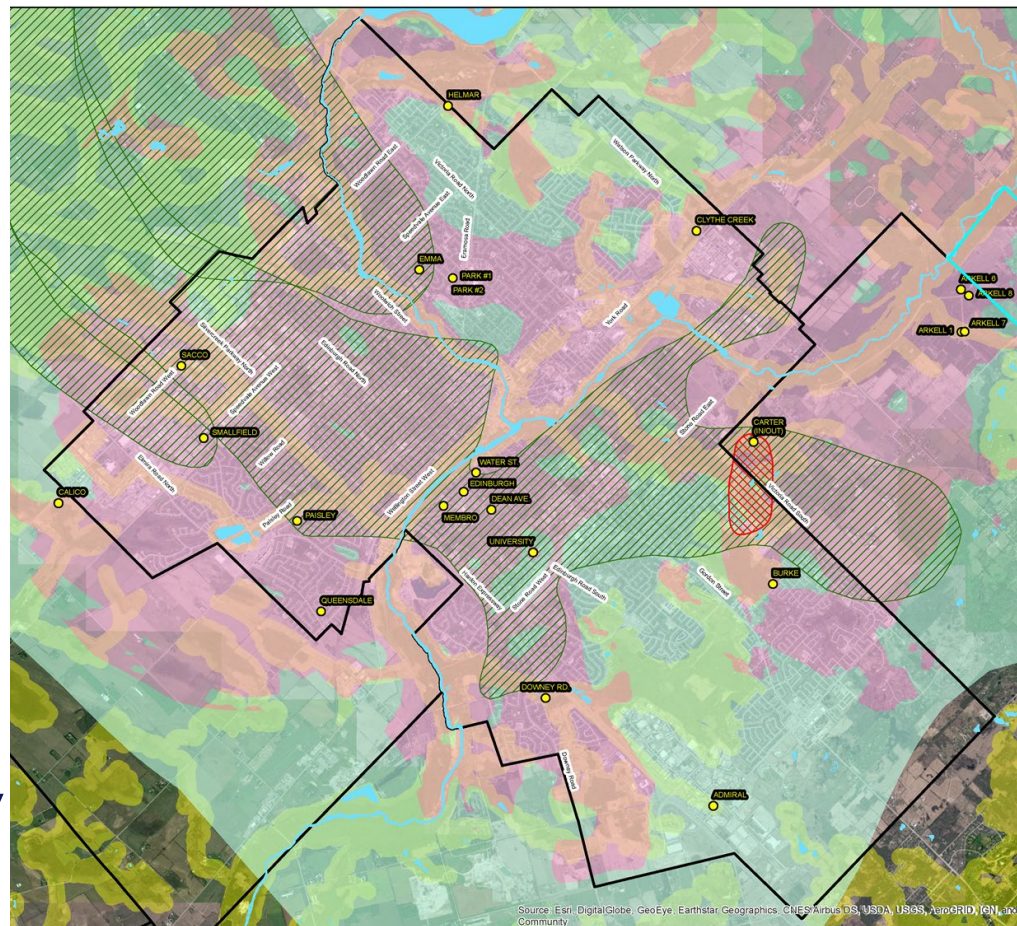 HELMAR
Woodlawn Road East
Victoria Road North
Watson Parkway North
Speedvale Avenue East
Eramosa Road
CLYTHE CREEK
EMMA
PARK #1
PARK #2
ARKELL 6
ARKELL 8
Woolwich Street
York Road
ARKELL 1
ARKELL 7
Silvercreek Parkway North
Edinburgh Road North
SACCO
Woodlawn Road West
Speedvale Avenue West
Stone Road East
CARTER
(IN/OUT)
SMALLFIELD
Willow Road
Elmira Road North
WATER ST.
Wellington Street West
EDINBURGH
CALICO
DEAN AVE.
MEMBRO
Victoria Road South
Paisley Road
PAISLEY
UNIVERSITY
Hanlon Expressway
Stone Road West
Edinburgh Road South
Gordon Street
BURKE
QUEENSDALE
DOWNEY RD.
Downey Road
ADMIRAL
Source: Esri, DigitalGlobe, GeoEye, Earthstar Geographics, CNES/Airbus DS, USDA, USGS, AeroGRID, IGN, and
Community